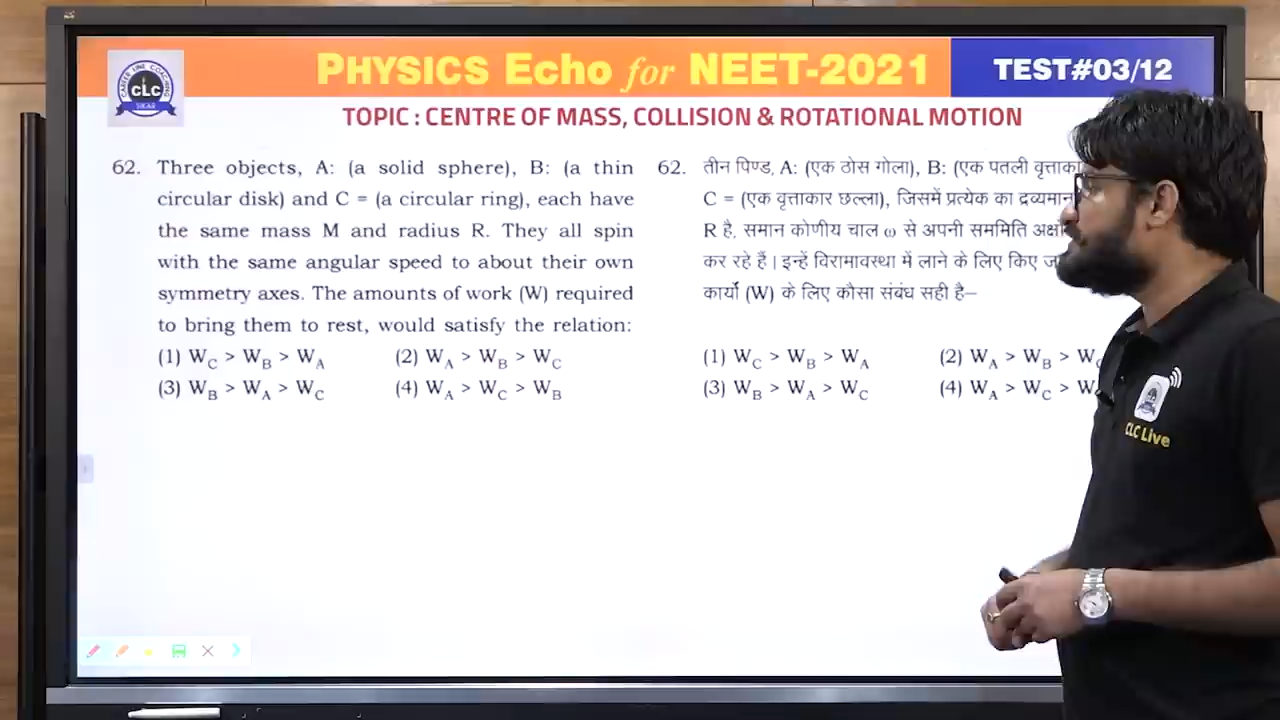 PHYSICS Echo for NEET-2021
TEST#03/12
CLC
SIKAR
TOPIC : CENTRE OF MASS, COLLISION & ROTATIONAL MOTION
62. Three objects, A: (a solid sphere), B: (a thin
circular disk) and C = (a circular ring), each have
the same mass M and radius R. They all spin
with the same angular speed to about their own
symmetry axes. The amounts of work (W) required
to bring them to rest, would satisfy the relation:
(1) W_C > W_B > W_A (2) W_A > W_B > W_C
(3) W_B > W_A > W_C (4) W_A > W_C > W_B
62. तीन पिण्ड, A: (एक ठोस गोला), B: (एक पतली
C = (एक वृत्ताकार छल्ला), जिसमें प्रत्येक का द्रव्यमान
R है, समान कोणीय चाल ω से अपनी सममिति
कर रहे हैं। इन्हें विरामावस्था में लाने के लिए किए
कार्यो (W) के लिए कौसा संबंध सही है–
(1) W_C > W_B > W_A (2) W_A > W_B > W_C
(3) W_B > W_A > W_C (4) W_A > W_C > W
CLC Live